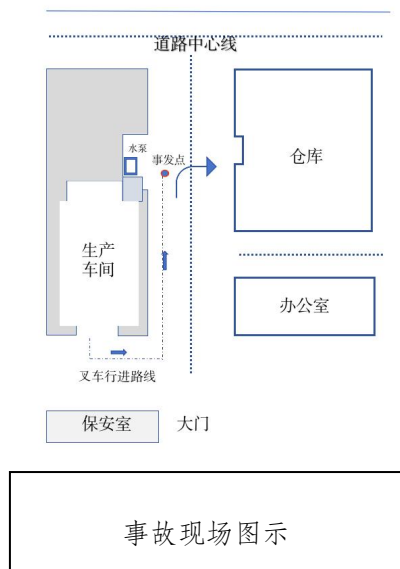 道路中心线
水泵
事发点
仓库
生产
车间
办公室
叉车行进路线
保安室
大门
事故现场图示